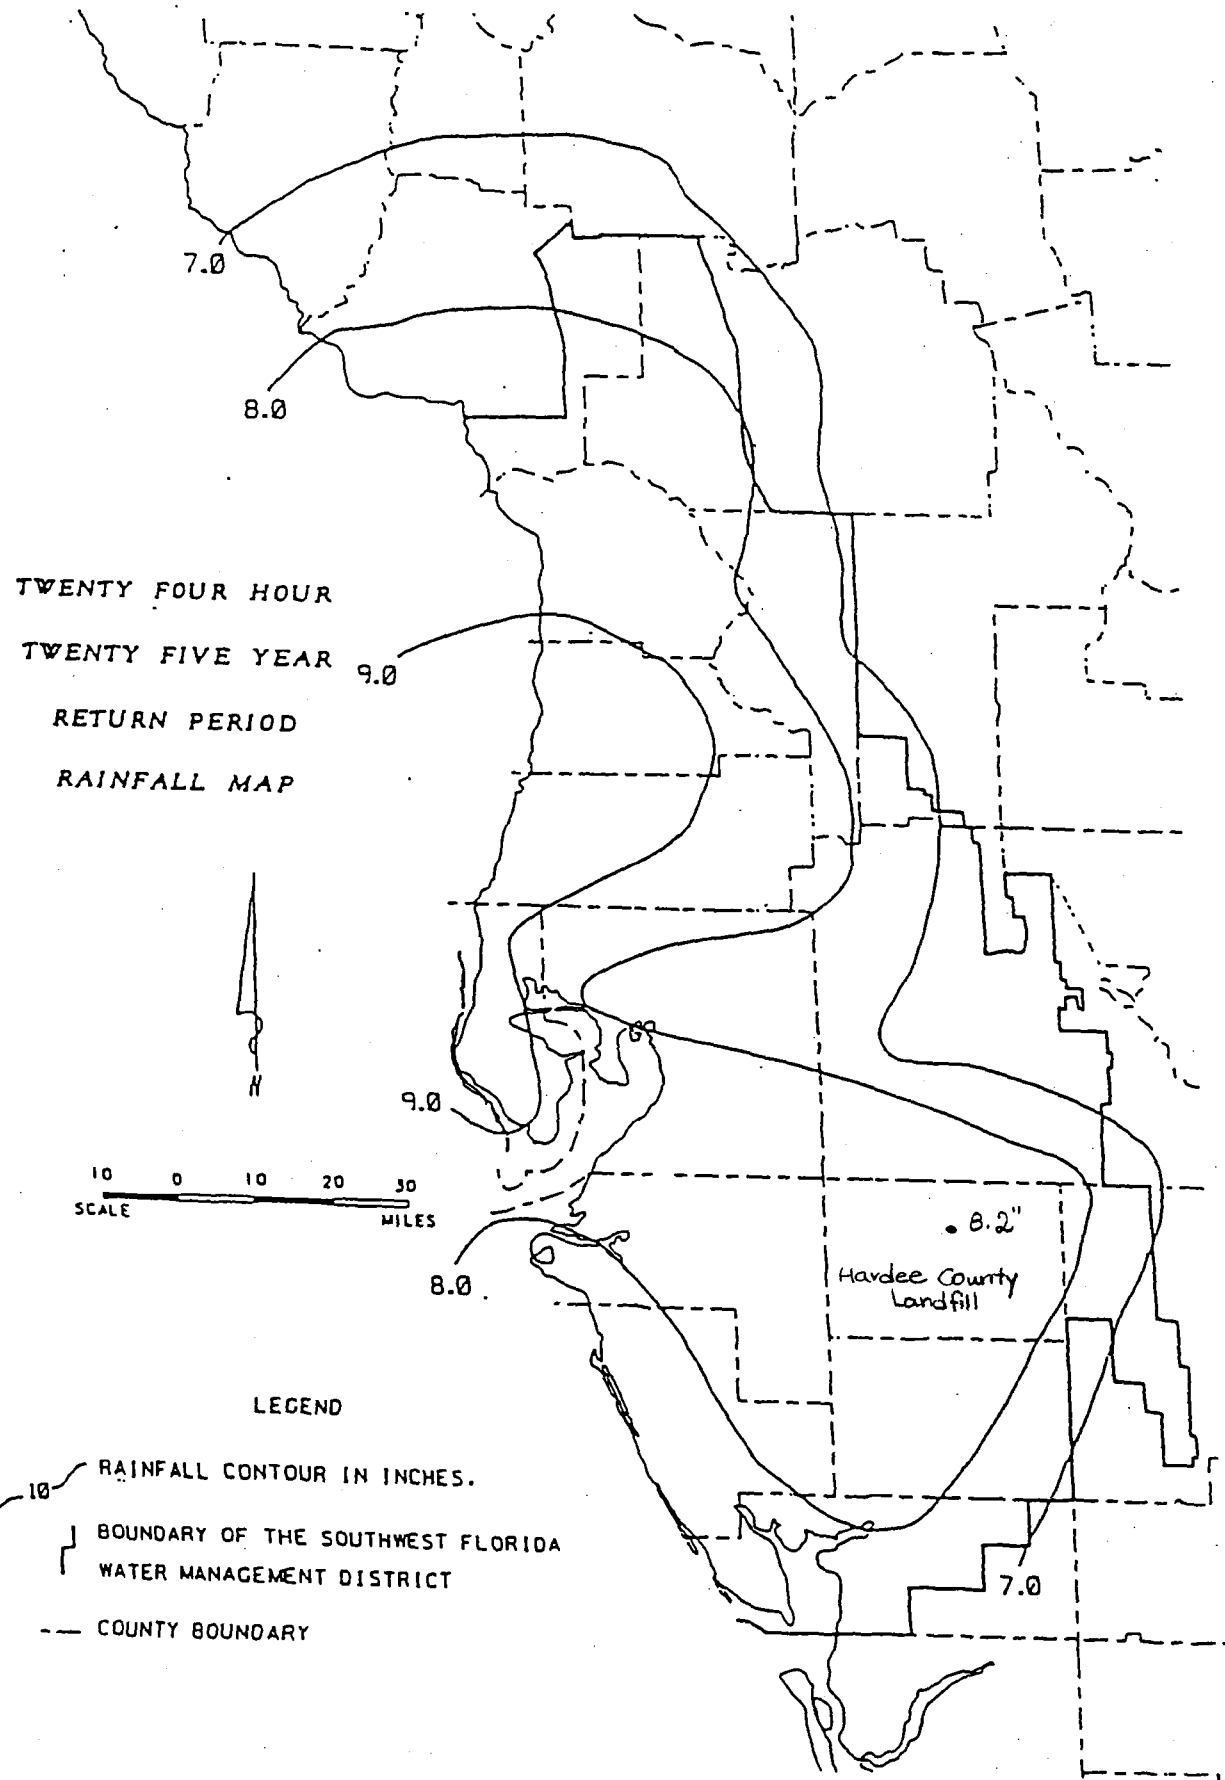 7.0
8.0
TWENTY FOUR HOUR
TWENTY FIVE YEAR
RETURN PERIOD
RAINFALL MAP
9.0
N
9.0
10 0 10 20 30
SCALE MILES
8.0
8.2"
Hardee County
Landfill
LEGEND
10
RAINFALL CONTOUR IN INCHES.
BOUNDARY OF THE SOUTHWEST FLORIDA
WATER MANAGEMENT DISTRICT
COUNTY BOUNDARY
7.0